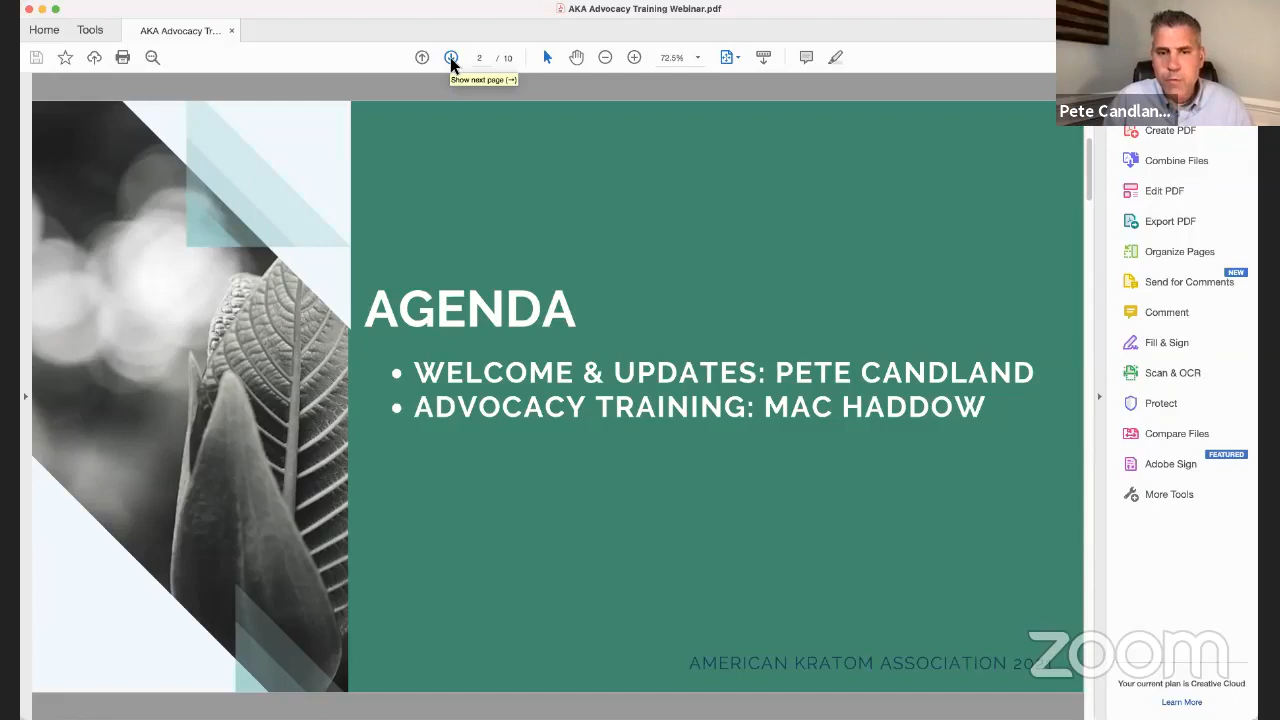 AKA Advocacy Training Webinar.pdf
Home
Tools
AKA Advocacy Tr...
×
2 / 10
72.5%
Show next page (→)
Pete Candlan...
Create PDF
Combine Files
Edit PDF
Export PDF
Organize Pages
NEW
Send for Comments
Comment
Fill & Sign
Scan & OCR
Protect
Compare Files
FEATURED
Adobe Sign
More Tools
AGENDA
• WELCOME & UPDATES: PETE CANDLAND
• ADVOCACY TRAINING: MAC HADDOW
AMERICAN KRATOM ASSOCIATION
zoom
Your current plan is Creative Cloud
Learn More